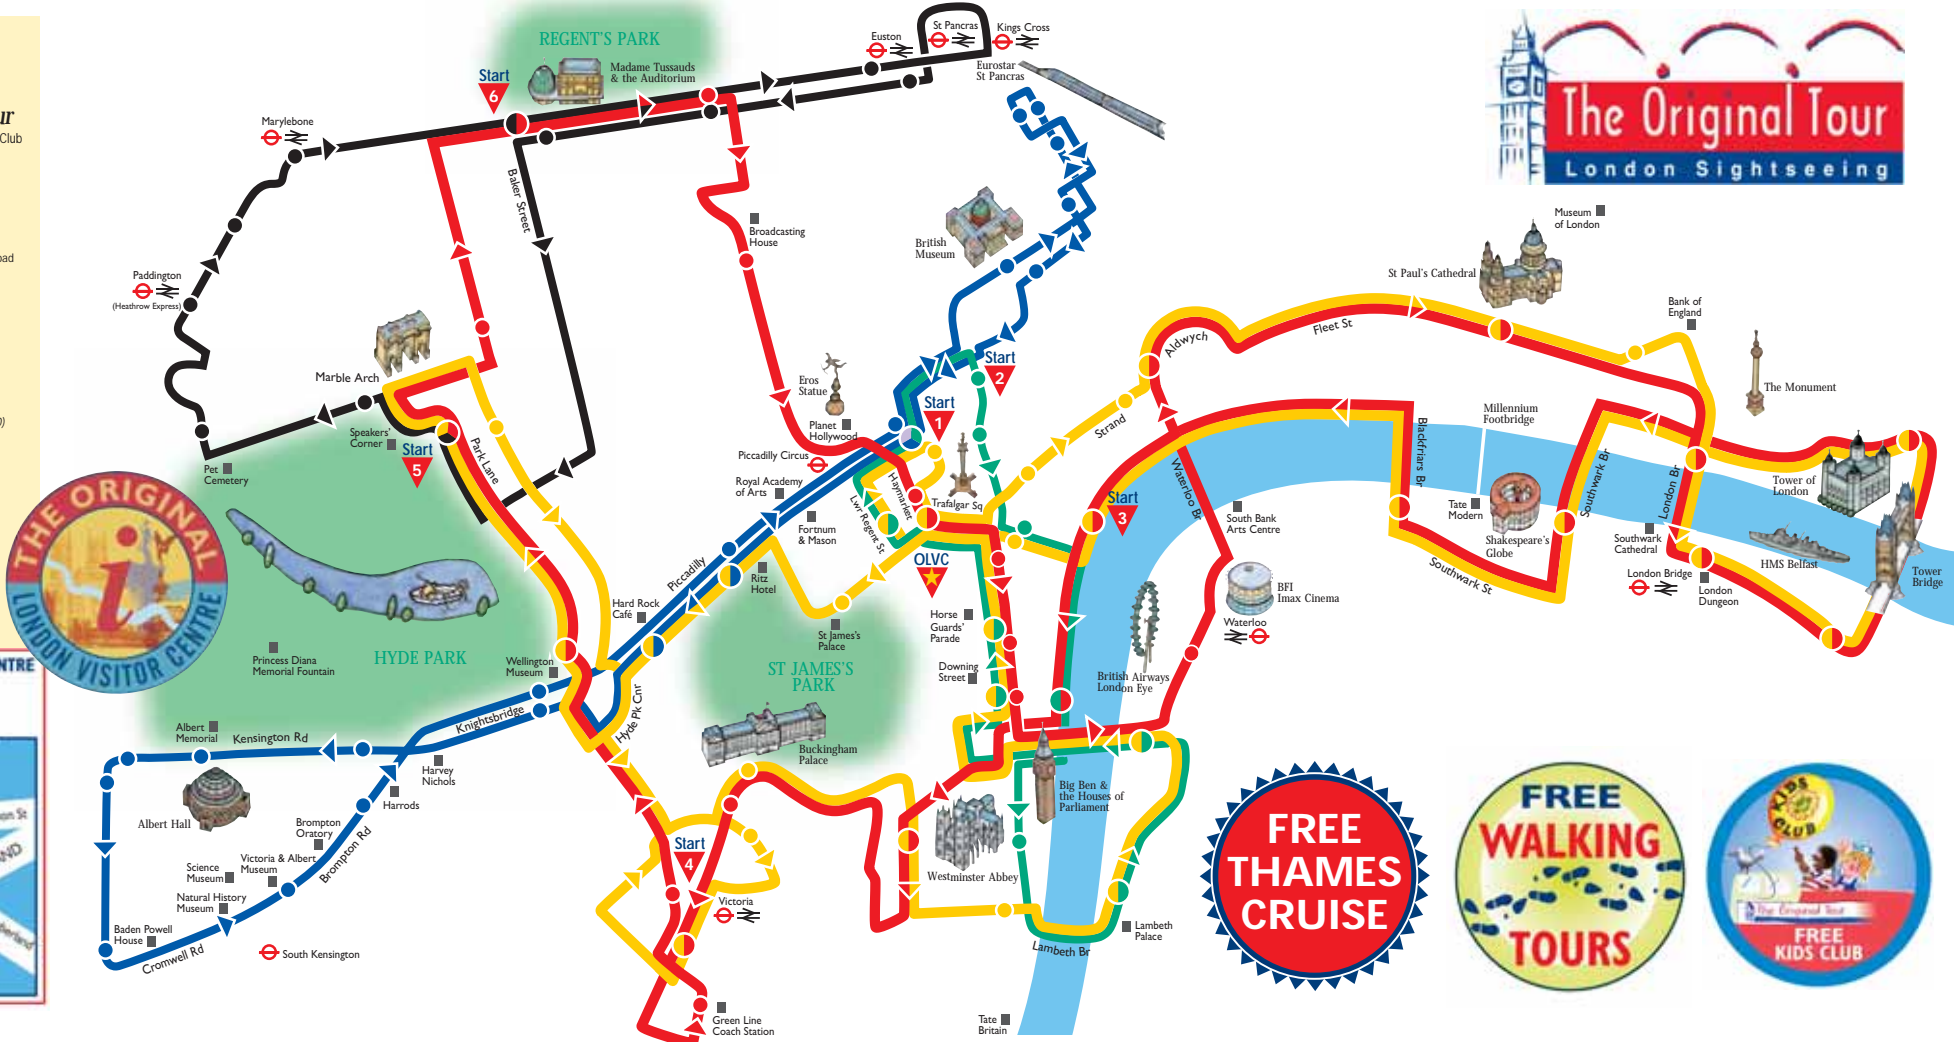 ur
Club
oad
)
NTRE
on St
AND
THE ORIGINAL
i
LONDON VISITOR CENTRE
REGENT'S PARK
Madame Tussauds
& the Auditorium
Start
6
Marylebone
Paddington
(Heathrow Express)
Euston
St Pancras
Kings Cross
Eurostar
St Pancras
Baker Street
Broadcasting
House
British
Museum
Marble Arch
Speakers'
Corner
Start
5
Park Lane
Pet
Cemetery
Eros
Statue
Planet
Hollywood
Piccadilly Circus
Royal Academy
of Arts
Fortnum
& Mason
Start
2
Start
1
Haymarket
Lwr Regent St
Trafalgar Sq
OLVC
Strand
Aldwych
Fleet St
St Paul's Cathedral
Museum
of London
Bank of
England
The Monument
Millennium
Footbridge
Blackfriars Br
Tate
Modern
Shakespeare's
Globe
Southwark Br
Southwark St
London Br
Southwark
Cathedral
London Bridge
London
Dungeon
Tower of
London
HMS Belfast
Tower
Bridge
Start
3
Waterloo Br
South Bank
Arts Centre
BFI
Imax Cinema
Waterloo
British Airways
London Eye
Piccadilly
Ritz
Hotel
Hard Rock
Café
St James's
Palace
Horse
Guards'
Parade
Downing
Street
ST JAMES'S
PARK
Buckingham
Palace
HYDE PARK
Princess Diana
Memorial Fountain
Wellington
Museum
Hyde Pk Cnr
Knightsbridge
Kensington Rd
Albert
Memorial
Albert Hall
Harvey
Nichols
Harrods
Brompton
Oratory
Brompton Rd
Victoria & Albert
Museum
Science
Museum
Natural History
Museum
Baden Powell
House
Cromwell Rd
South Kensington
Start
4
Victoria
Green Line
Coach Station
Big Ben &
the Houses of
Parliament
Westminster Abbey
Lambeth Br
Lambeth
Palace
Tate
Britain
The Original Tour
London Sightseeing
FREE
THAMES
CRUISE
FREE
WALKING
TOURS
KIDS
CLUB
The Original Tour
FREE
KIDS CLUB